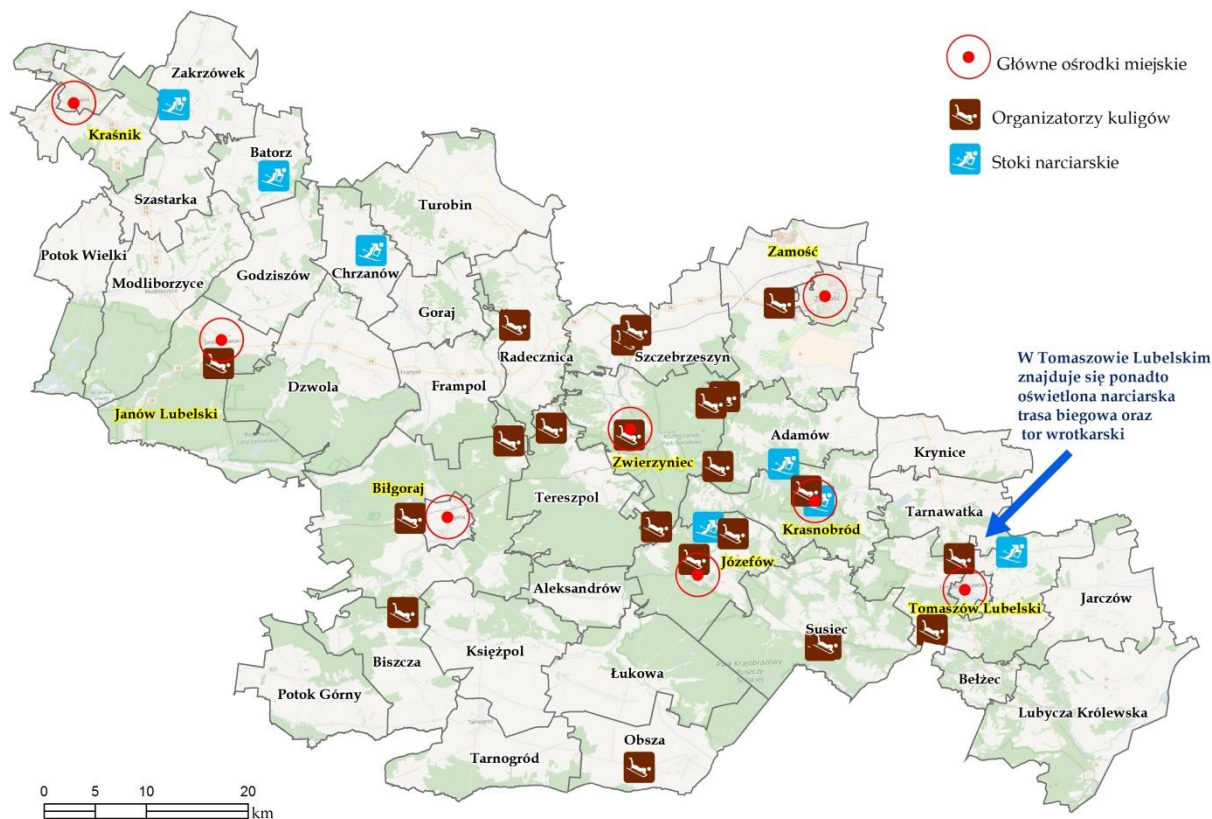 Główne ośrodki miejskie
Organizatorzy kuligów
Stoki narciarskie
Zakrzówek
Kraśnik
Batorz
Szastarka
Turobin
Potok Wielki
Modliborzyce
Godziszów
Chrzanów
Zamość
Goraj
Radecznica
Szczebrzeszyn
Frampol
Dzwola
Janów Lubelski
W Tomaszowie Lubelskim
znajduje się ponadto
oświetlona narciarska
trasa biegowa oraz
tor wrotkarski
Adamów
Krynice
Zwierzyniec
Biłgoraj
Tereszpol
Tarnawatka
Krasnobród
Józefów
Aleksandrów
Tomaszów Lubelski
Jarczów
Susiec
Księżpol
Biszcza
Łukowa
Bełżec
Potok Górny
Lubycza Królewska
Obsza
Tarnogród
0 5 10 20
km